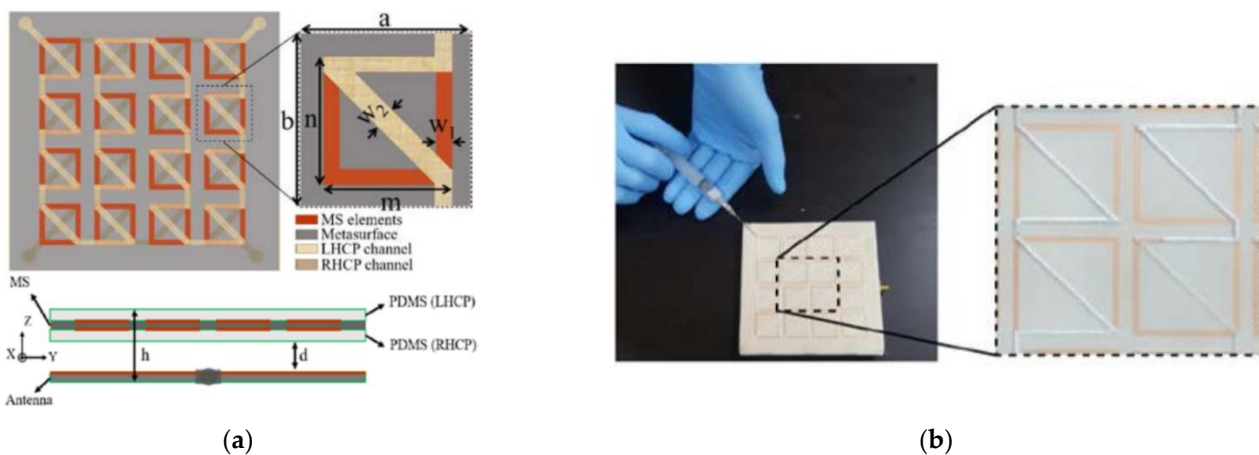 a
b
n
W2
W1
m
MS elements
Metasurface
LHCP channel
RHCP channel
MS
PDMS (LHCP)
Z
X
Y
h
d
PDMS (RHCP)
Antenna
(a)
(b)